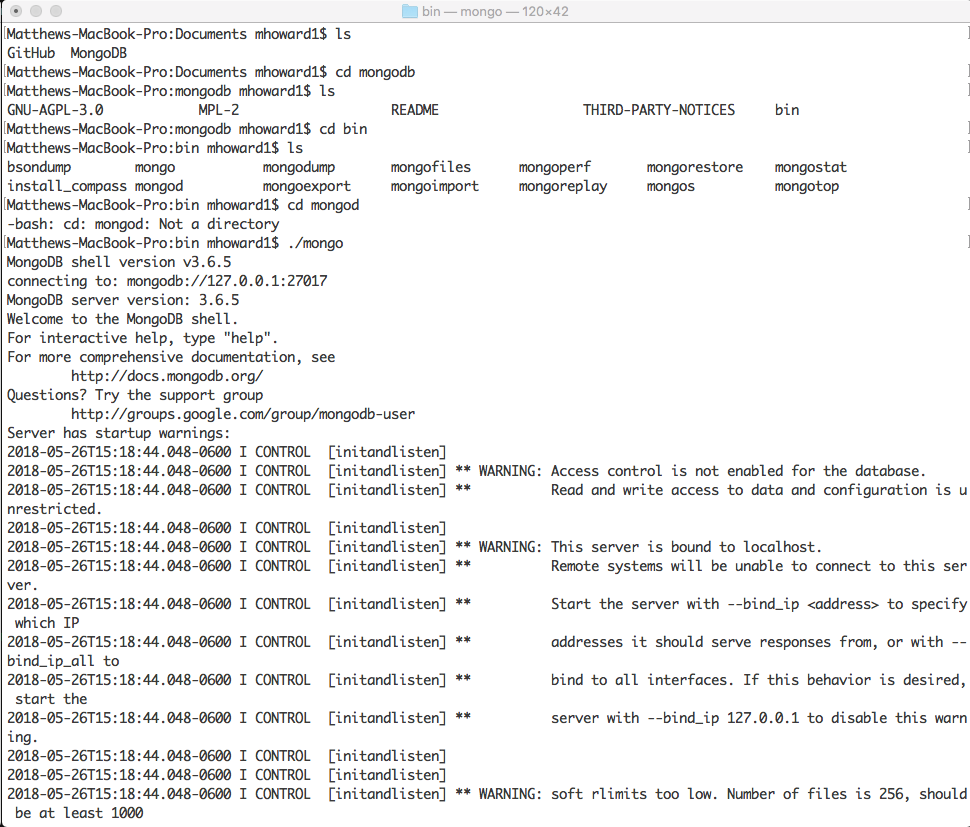 bin — mongo — 120×42
[Matthews-MacBook-Pro:Documents mhoward1$ ls ]
GitHub  MongoDB
[Matthews-MacBook-Pro:Documents mhoward1$ cd mongodb ]
[Matthews-MacBook-Pro:mongodb mhoward1$ ls ]
GNU-AGPL-3.0            MPL-2                   README                  THIRD-PARTY-NOTICES     bin
[Matthews-MacBook-Pro:mongodb mhoward1$ cd bin ]
[Matthews-MacBook-Pro:bin mhoward1$ ls ]
bsondump        mongo           mongodump       mongofiles      mongoperf       mongorestore    mongostat
install_compass mongod          mongoexport     mongoimport     mongoreplay     mongos          mongotop
[Matthews-MacBook-Pro:bin mhoward1$ cd mongod ]
-bash: cd: mongod: Not a directory
[Matthews-MacBook-Pro:bin mhoward1$ ./mongo ]
MongoDB shell version v3.6.5
connecting to: mongodb://127.0.0.1:27017
MongoDB server version: 3.6.5
Welcome to the MongoDB shell.
For interactive help, type "help".
For more comprehensive documentation, see
        http://docs.mongodb.org/
Questions? Try the support group
        http://groups.google.com/group/mongodb-user
Server has startup warnings:
2018-05-26T15:18:44.048-0600 I CONTROL  [initandlisten]
2018-05-26T15:18:44.048-0600 I CONTROL  [initandlisten] ** WARNING: Access control is not enabled for the database.
2018-05-26T15:18:44.048-0600 I CONTROL  [initandlisten] **          Read and write access to data and configuration is u
nrestricted.
2018-05-26T15:18:44.048-0600 I CONTROL  [initandlisten]
2018-05-26T15:18:44.048-0600 I CONTROL  [initandlisten] ** WARNING: This server is bound to localhost.
2018-05-26T15:18:44.048-0600 I CONTROL  [initandlisten] **          Remote systems will be unable to connect to this ser
ver.
2018-05-26T15:18:44.048-0600 I CONTROL  [initandlisten] **          Start the server with --bind_ip <address> to specify
 which IP
2018-05-26T15:18:44.048-0600 I CONTROL  [initandlisten] **          addresses it should serve responses from, or with --
bind_ip_all to
2018-05-26T15:18:44.048-0600 I CONTROL  [initandlisten] **          bind to all interfaces. If this behavior is desired,
 start the
2018-05-26T15:18:44.048-0600 I CONTROL  [initandlisten] **          server with --bind_ip 127.0.0.1 to disable this warn
ing.
2018-05-26T15:18:44.048-0600 I CONTROL  [initandlisten]
2018-05-26T15:18:44.048-0600 I CONTROL  [initandlisten]
2018-05-26T15:18:44.048-0600 I CONTROL  [initandlisten] ** WARNING: soft rlimits too low. Number of files is 256, should
 be at least 1000